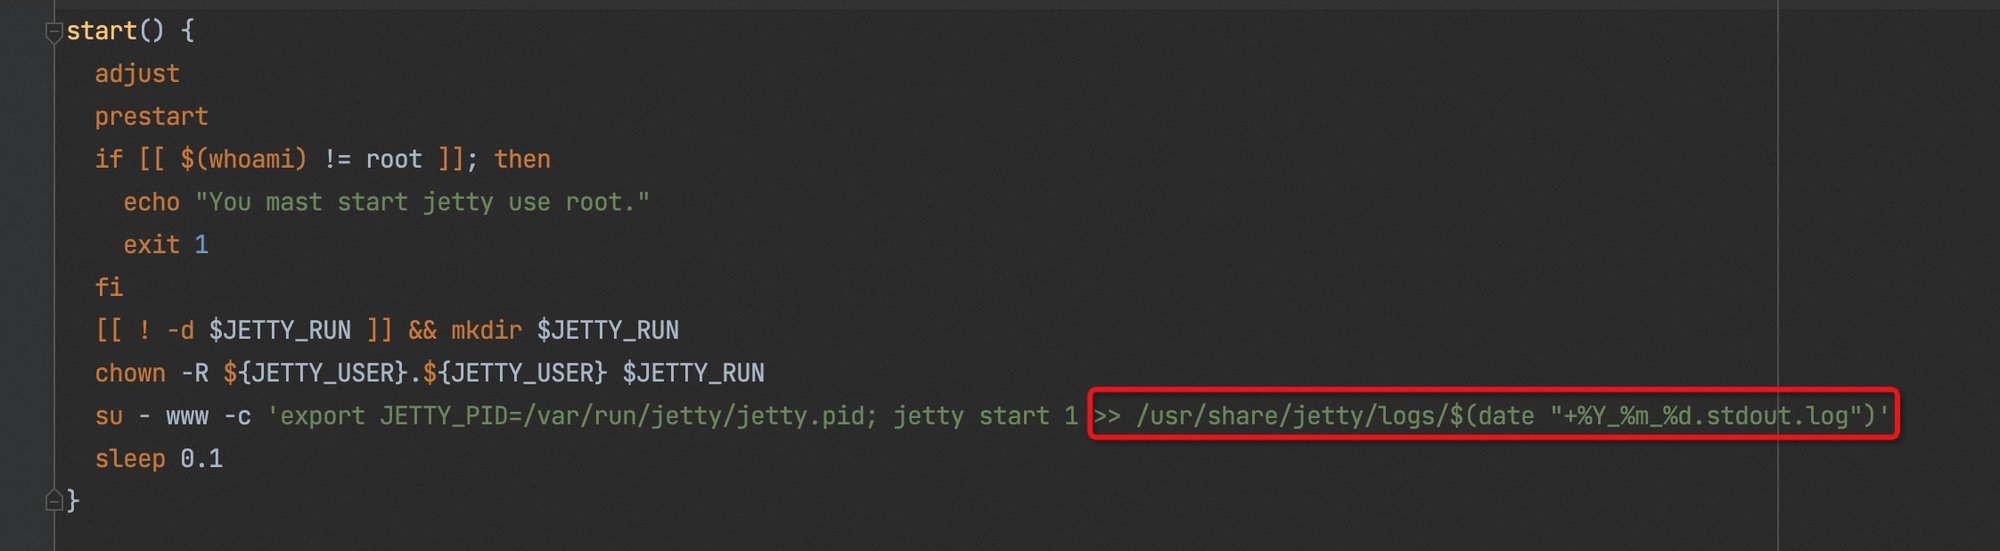 start() {
adjust
prestart
if [[ $(whoami) != root ]]; then
echo "You mast start jetty use root."
exit 1
fi
[[ ! -d $JETTY_RUN ]] && mkdir $JETTY_RUN
chown -R ${JETTY_USER}.${JETTY_USER} $JETTY_RUN
su - www -c 'export JETTY_PID=/var/run/jetty/jetty.pid; jetty start 1 >> /usr/share/jetty/logs/$(date "+%Y_%m_%d.stdout.log")'
sleep 0.1
}